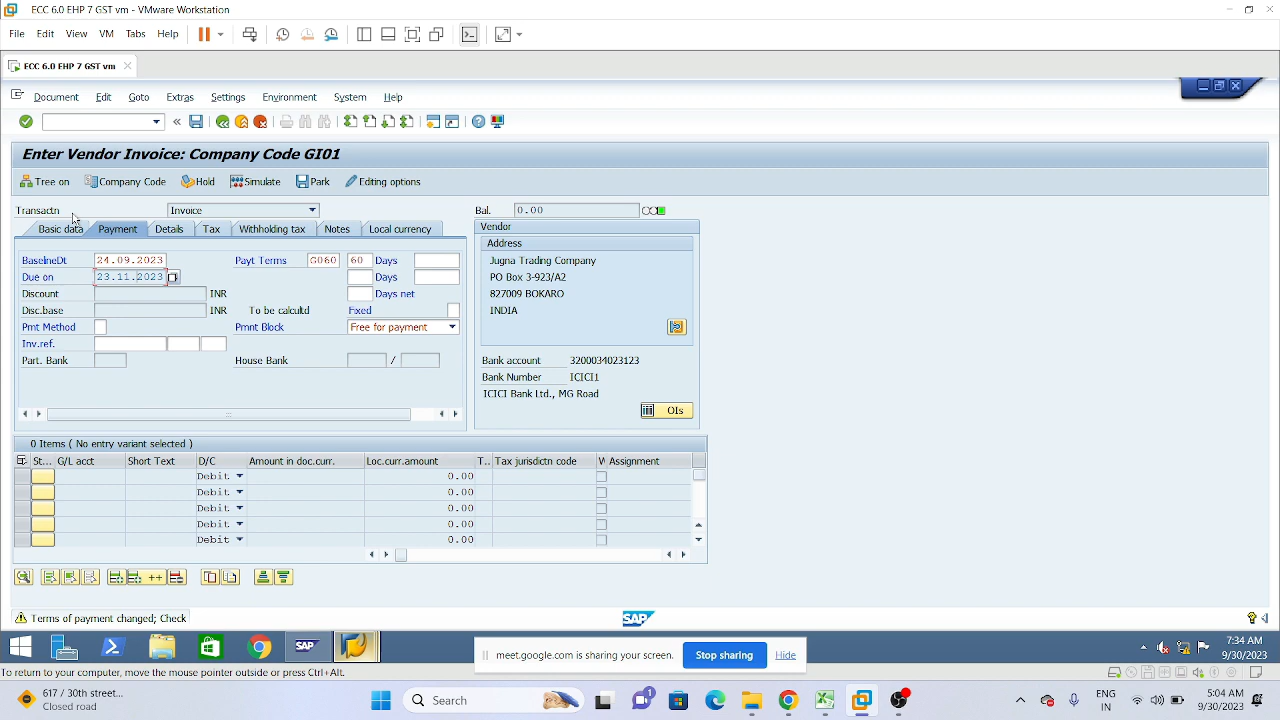 ECC 6.0 EHP 7 GST vm - VMware Workstation
File Edit View VM Tabs Help
ECC 6.0 EHP 7 GST vm
Document Edit Goto Extras Settings Environment System Help
Enter Vendor Invoice: Company Code GI01
Tree on Company Code Hold Simulate Park Editing options
Transactn Invoice Bal. 0.00
Basic data Payment Details Tax Withholding tax Notes Local currency
Vendor
Address
BaselineDt 24.09.2023 Payt Terms G060 60 Days
Jugna Trading Company
Due on 23.11.2023 Days
PO Box 3-923/A2
Discount INR Days net
827009 BOKARO
Disc.base INR To be calculatd Fixed
INDIA
Pmt Method Pmnt Block Free for payment
Inv.ref.
Part. Bank House Bank /
Bank account 3200034023123
Bank Number ICICI1
ICICI Bank Ltd., MG Road
OIs
0 Items ( No entry variant selected )
St... G/L acct Short Text D/C Amount in doc.curr. Loc.curr.amount T.. Tax jurisdictn code W Assignment
Debit 0.00
Debit 0.00
Debit 0.00
Debit 0.00
Debit 0.00
++
Terms of payment changed; Check
SAP
SAP
7:34 AM
9/30/2023
meet.google.com is sharing your screen. Stop sharing Hide
To return to your computer, move the mouse pointer outside or press Ctrl+Alt.
617 / 30th street...
Closed road
Search
1
ENG
IN
5:04 AM
9/30/2023